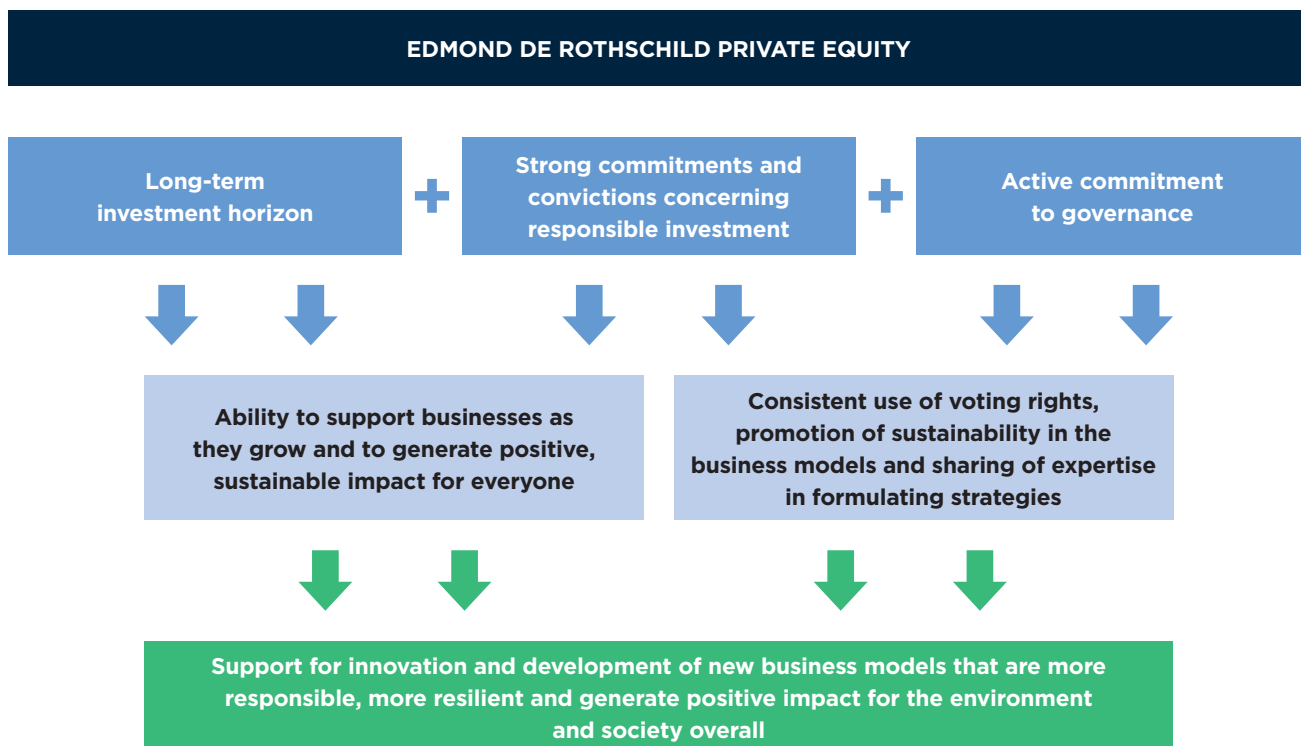 EDMOND DE ROTHSCHILD PRIVATE EQUITY
Long-term
investment horizon
Strong commitments and
convictions concerning
responsible investment
Active commitment
to governance
Ability to support businesses as
they grow and to generate positive,
sustainable impact for everyone
Consistent use of voting rights,
promotion of sustainability in the
business models and sharing of expertise
in formulating strategies
Support for innovation and development of new business models that are more
responsible, more resilient and generate positive impact for the environment
and society overall